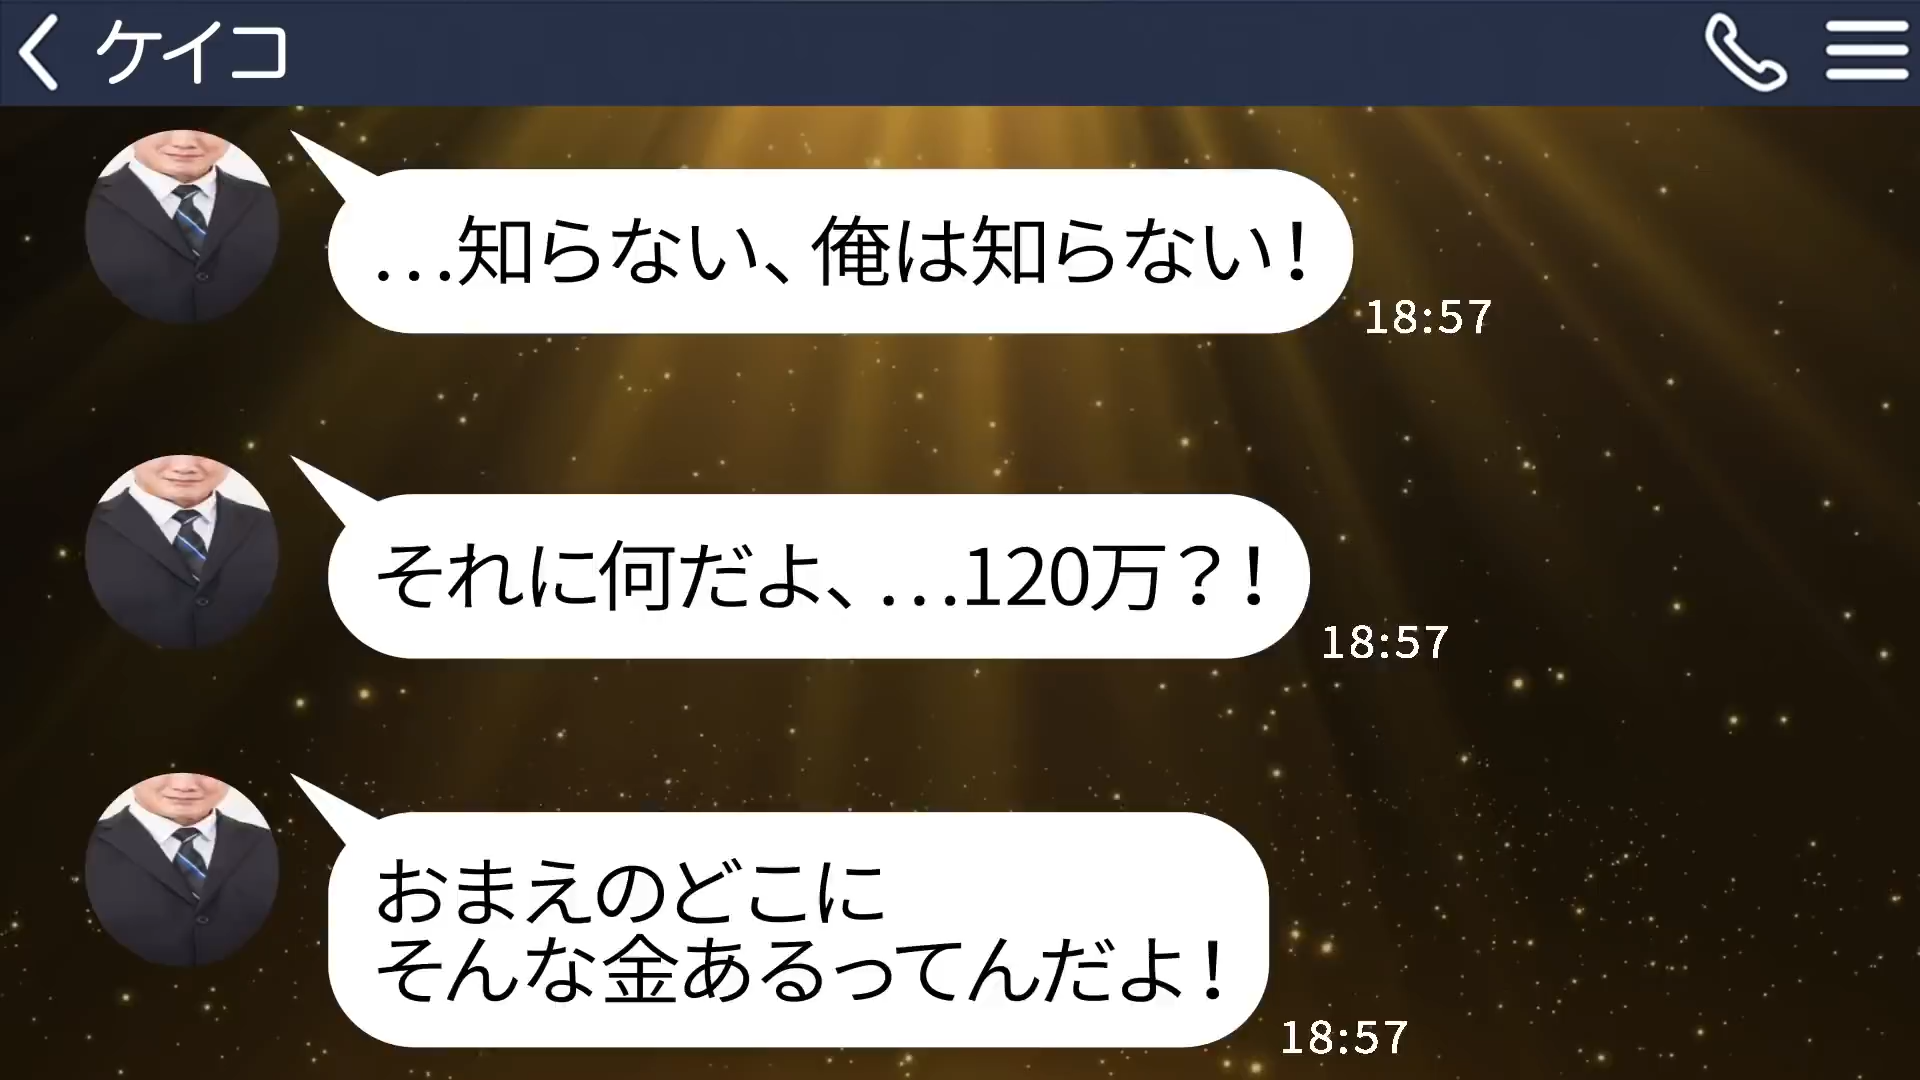 ケイコ
…知らない、俺は知らない！
18:57
それに何だよ、…120万？！
18:57
おまえのどこに
そんな金あるってんだよ！
18:57